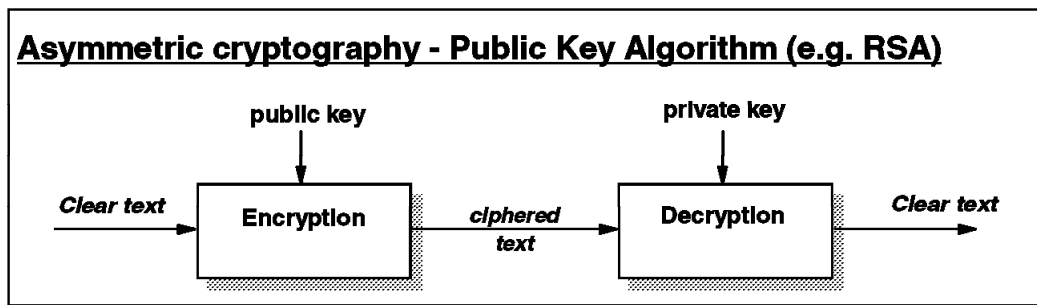 Asymmetric cryptography - Public Key Algorithm (e.g. RSA)
public key
private key
Clear text
Encryption
ciphered
text
Decryption
Clear text